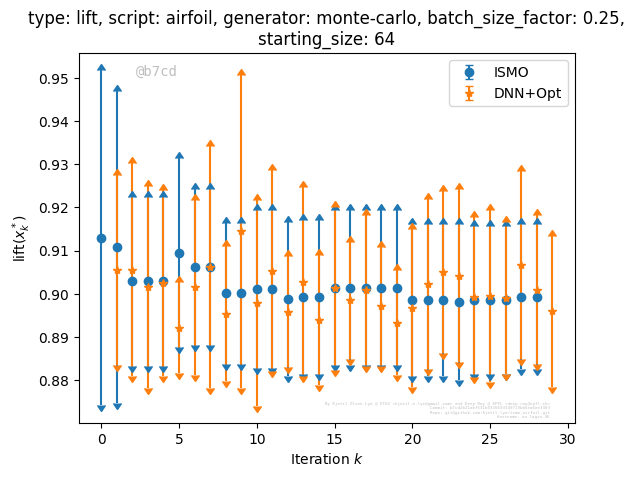 type: lift, script: airfoil, generator: monte-carlo, batch_size_factor: 0.25,
starting_size: 64
@b7cd
ISMO
DNN+Opt
0.95
0.94
0.93
0.92
0.91
0.90
0.89
0.88
lift(x*k)
0 5 10 15 20 25 30
Iteration k